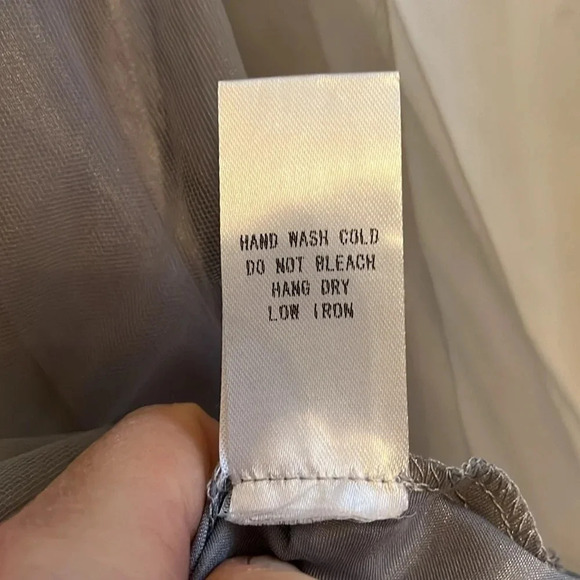 HAND WASH COLD
DO NOT BLEACH
HANG DRY
LOW IRON